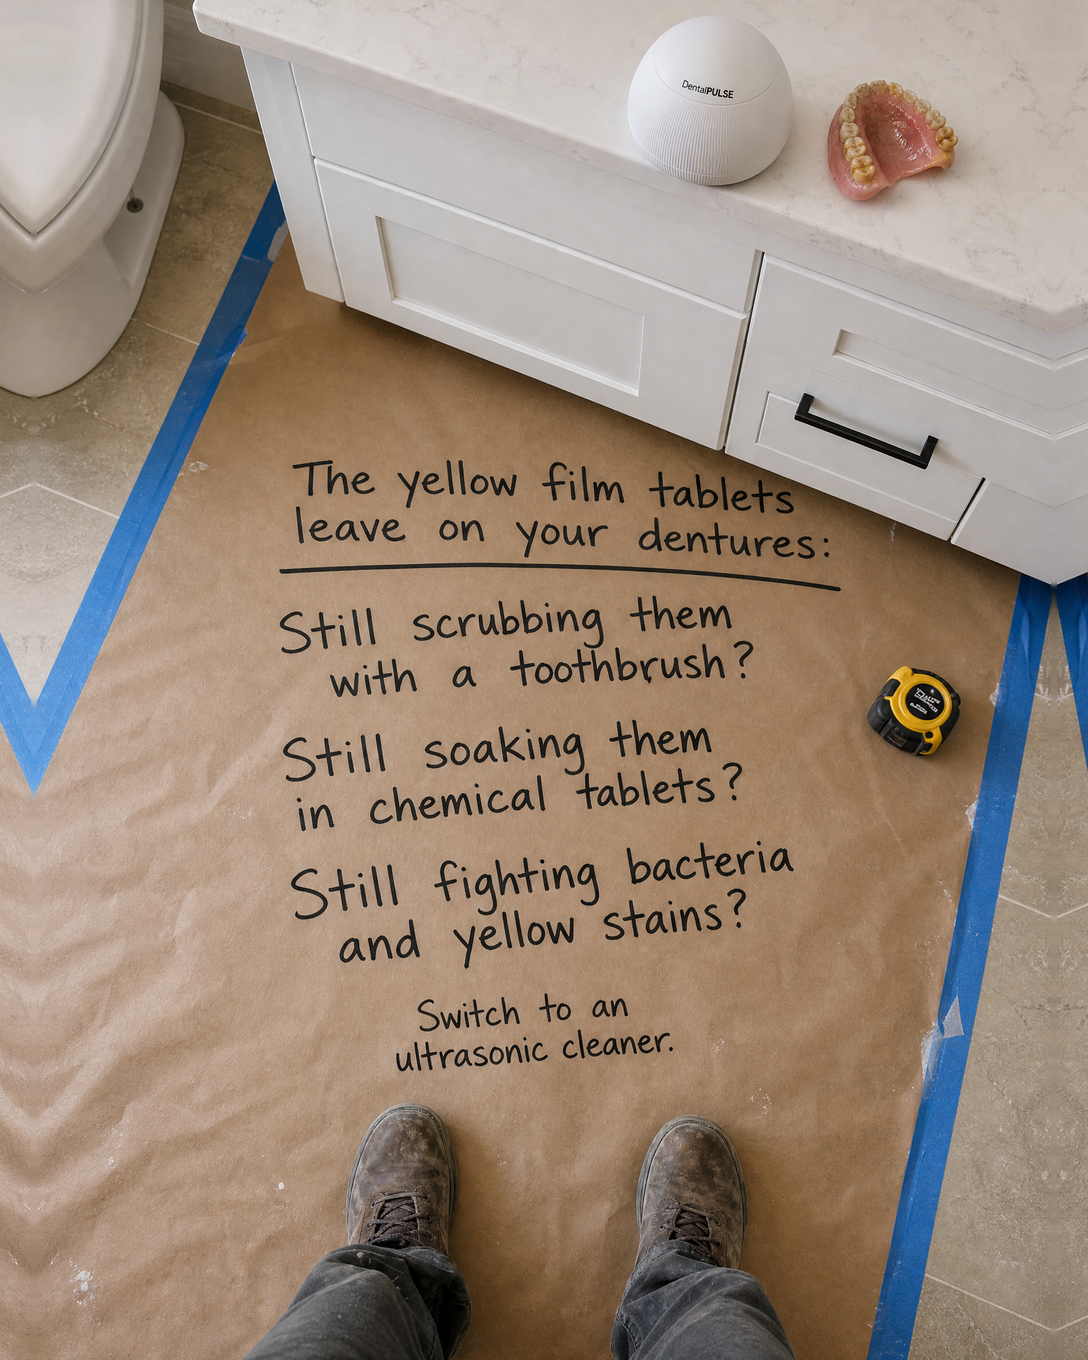 DentalPULSE
The yellow film tablets
leave on your dentures:
Still scrubbing them
with a toothbrush?
Still soaking them
in chemical tablets?
Still fighting bacteria
and yellow stains?
Switch to an
ultrasonic cleaner.